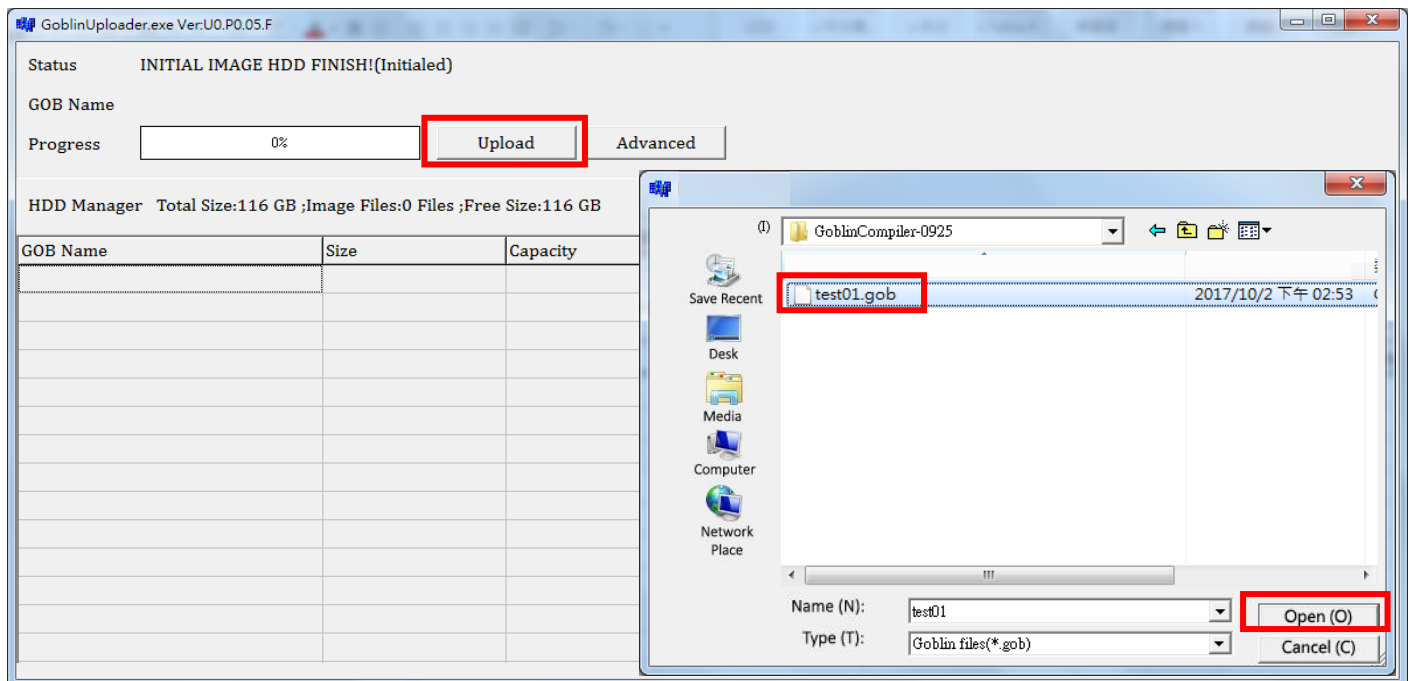 GoblinUploader.exe Ver:U0.P0.05.F
Status INITIAL IMAGE HDD FINISH!(Initialed)
GOB Name
Progress 0% Upload Advanced
HDD Manager Total Size:116 GB ;Image Files:0 Files ;Free Size:116 GB
GOB Name Size Capacity
(I) GoblinCompiler-0925
test01.gob 2017/10/2 下午 02:53
Save Recent
Desk
Media
Computer
Network
Place
Name (N): test01 Open (O)
Type (T): Goblin files(*.gob) Cancel (C)